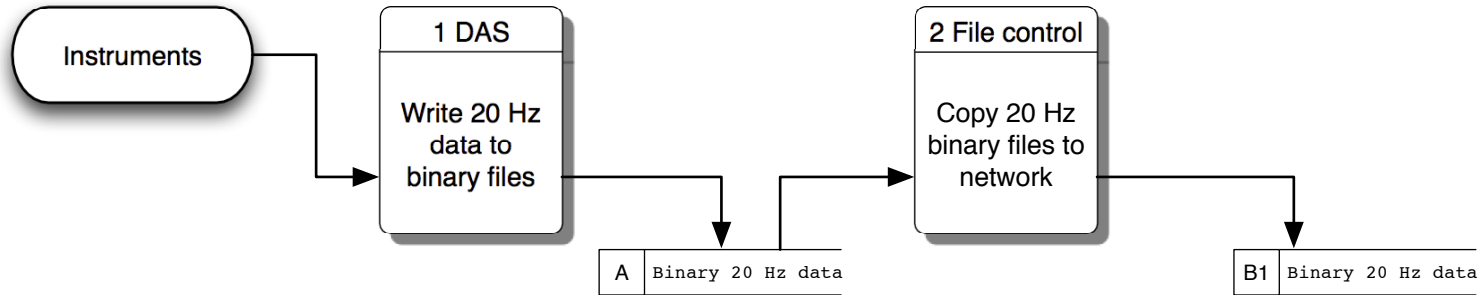 Instruments
1 DAS
Write 20 Hz
data to
binary files
A
Binary 20 Hz data
2 File control
Copy 20 Hz
binary files to
network
B1
Binary 20 Hz data